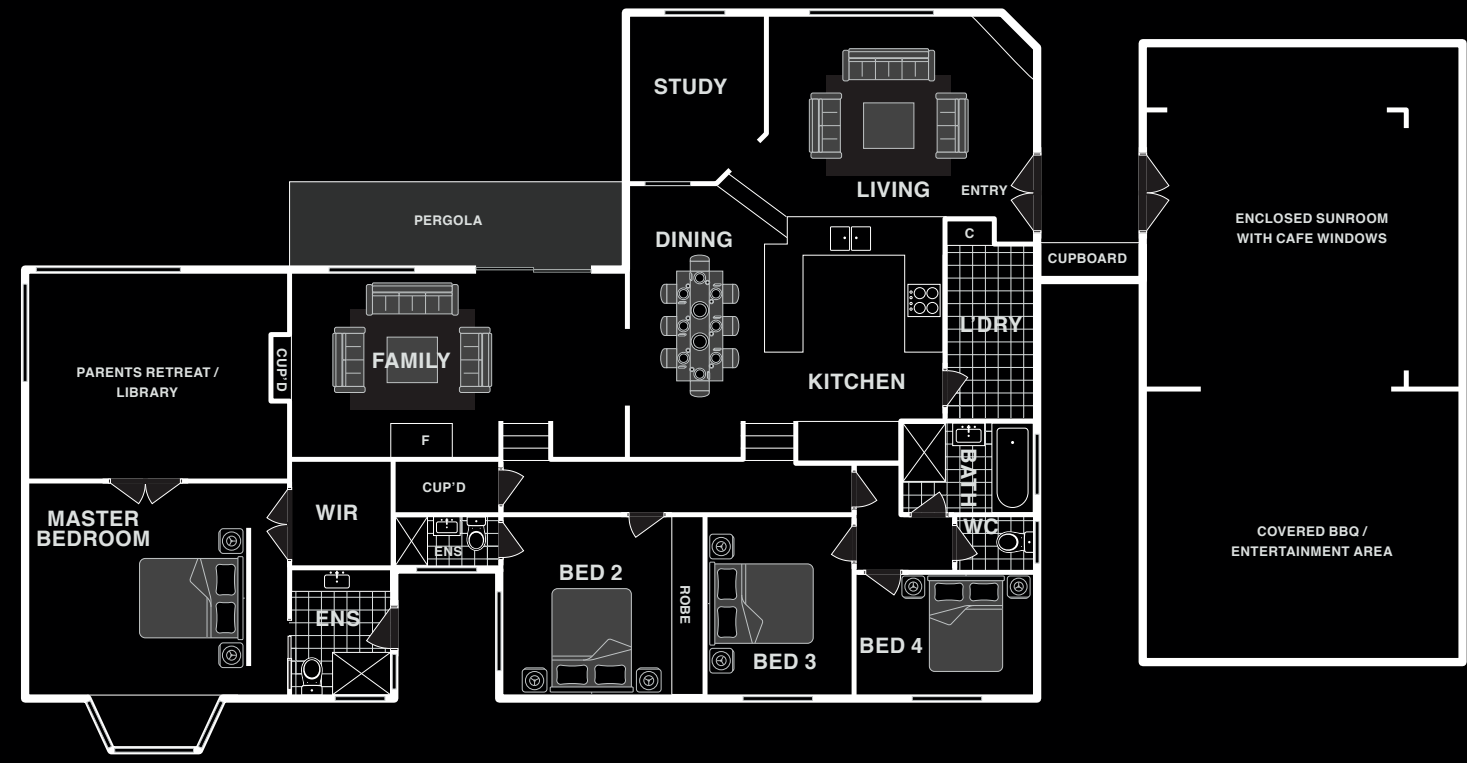 STUDY
LIVING
ENTRY
PERGOLA
DINING
C
CUPBOARD
ENCLOSED SUNROOM
WITH CAFE WINDOWS
L'DRY
FAMILY
CUP'D
PARENTS RETREAT /
LIBRARY
KITCHEN
F
BATH
CUP'D
WIR
MASTER
BEDROOM
ENS
WC
COVERED BBQ /
ENTERTAINMENT AREA
BED 2
ROBE
ENS
BED 3
BED 4